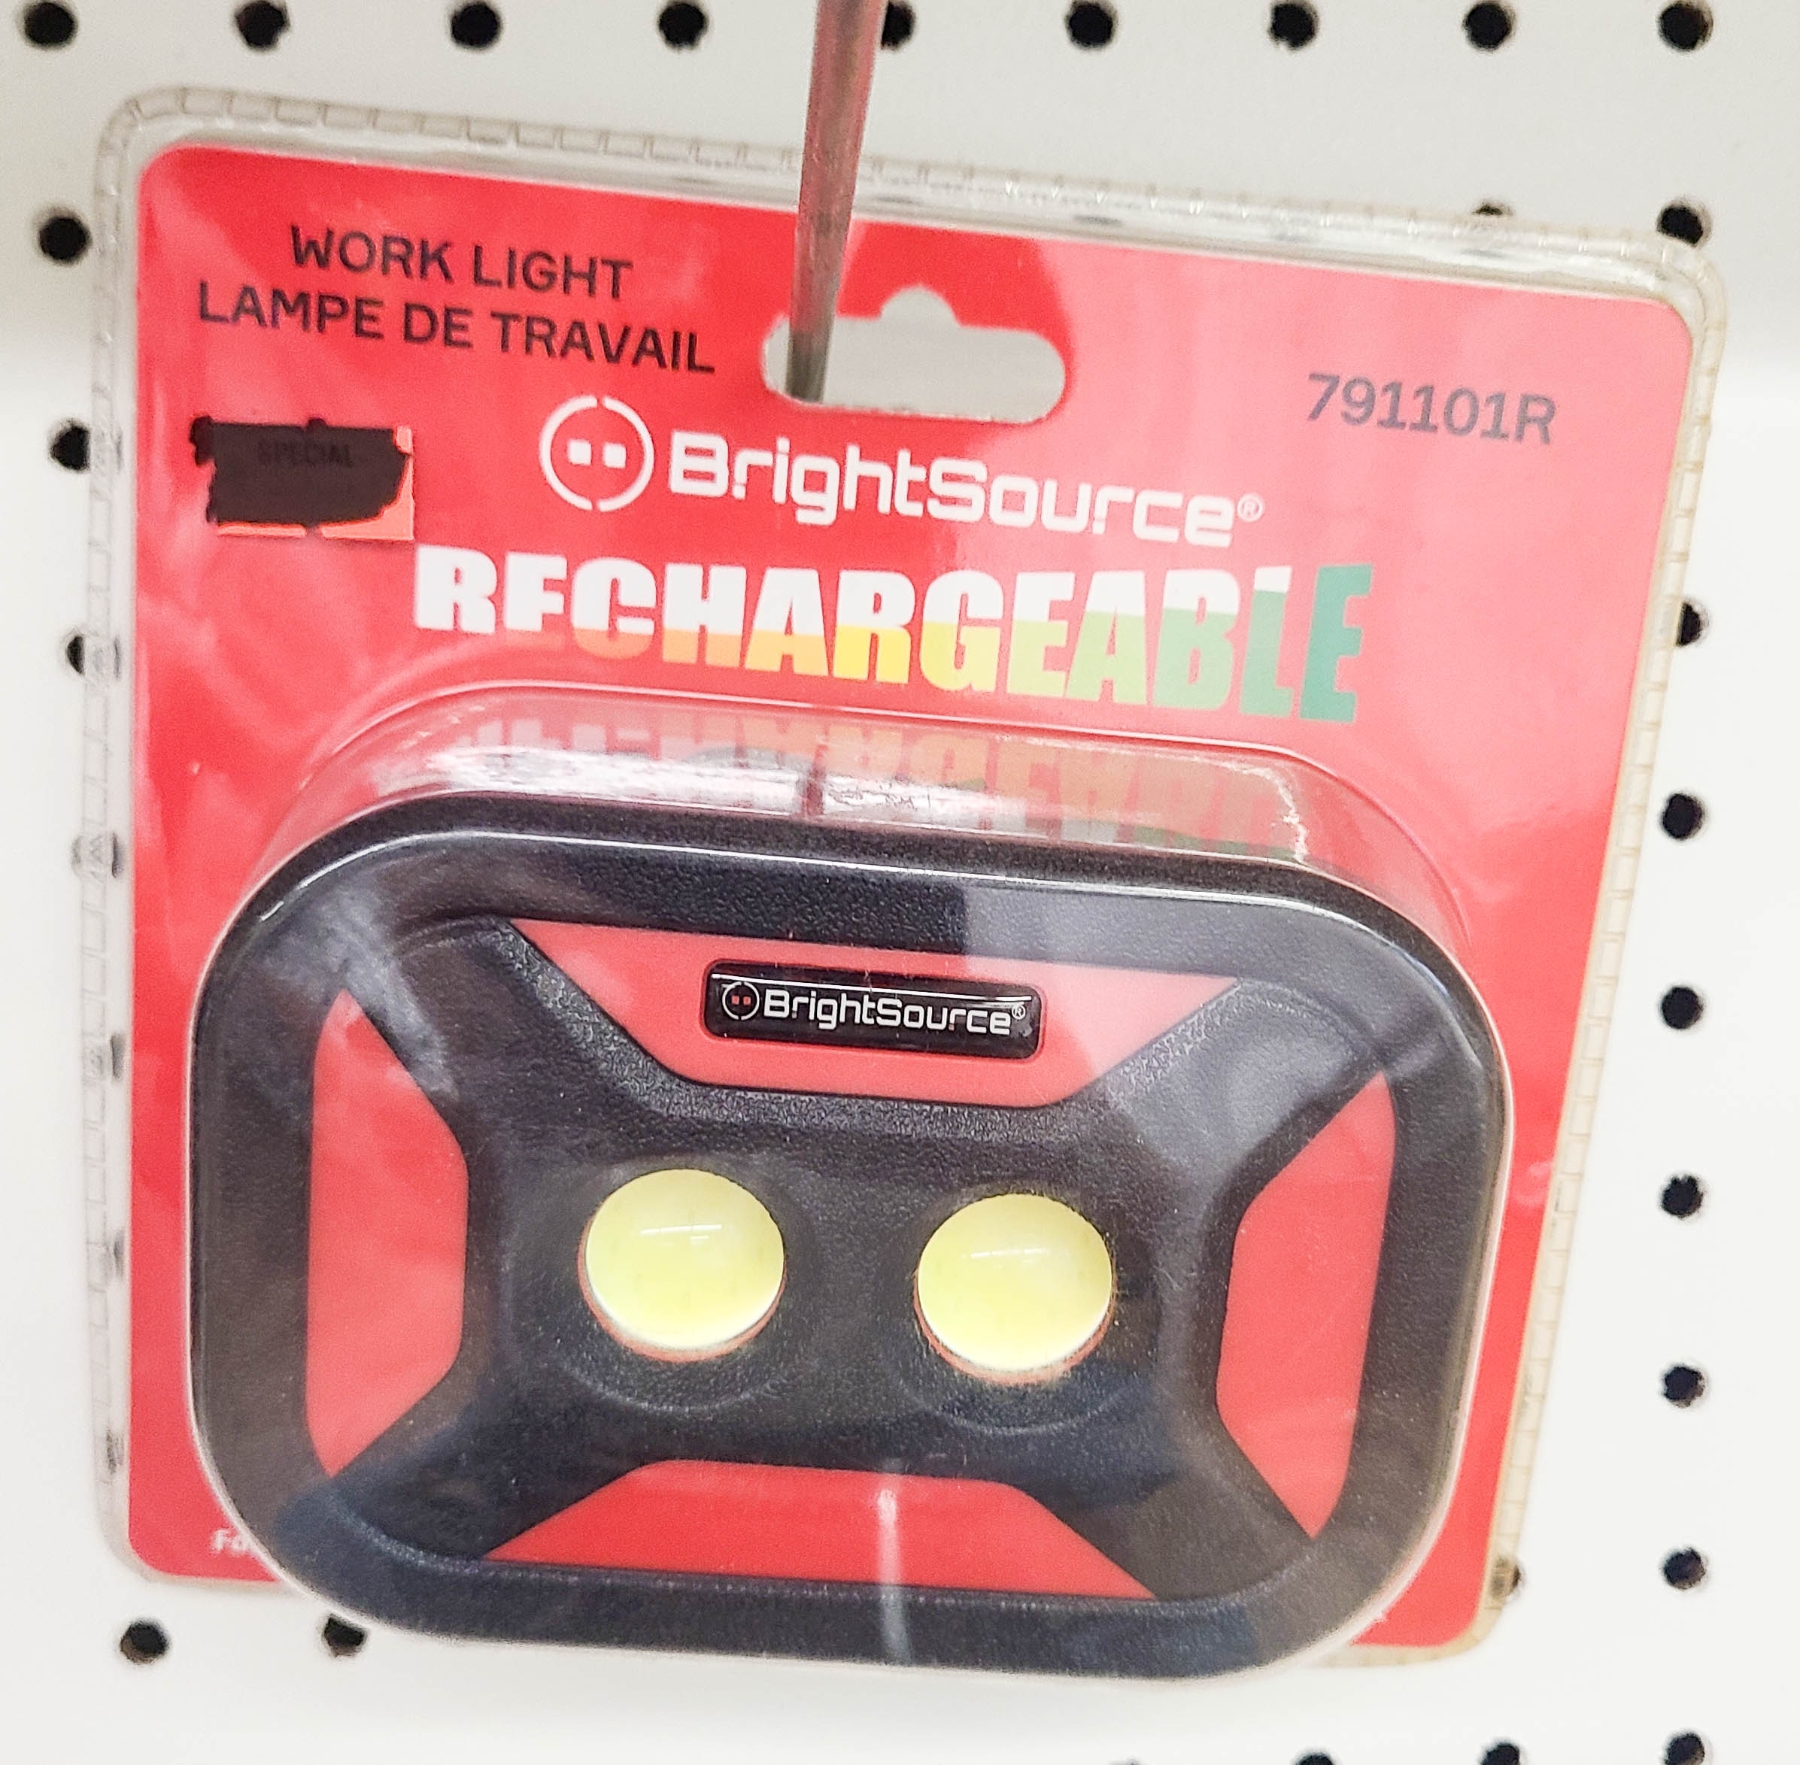 WORK LIGHT
LAMPE DE TRAVAIL
791101R
SPECIAL
BrightSource®
RECHARGEABLE
BrightSource®